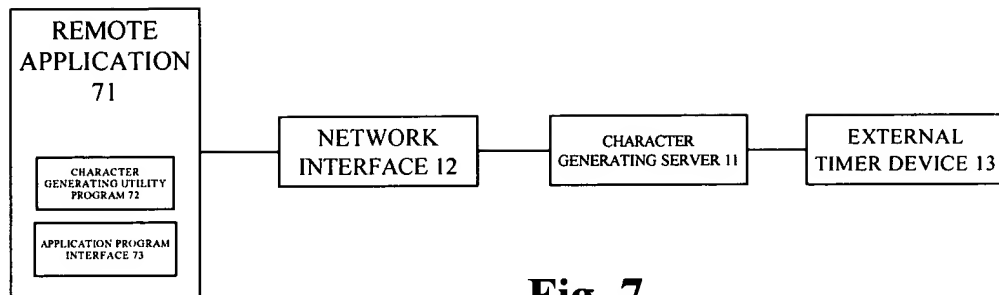 REMOTE
APPLICATION
71
CHARACTER
GENERATING UTILITY
PROGRAM 72
APPLICATION PROGRAM
INTERFACE 73
NETWORK
INTERFACE 12
CHARACTER
GENERATING SERVER 11
EXTERNAL
TIMER DEVICE 13
Fig. 7